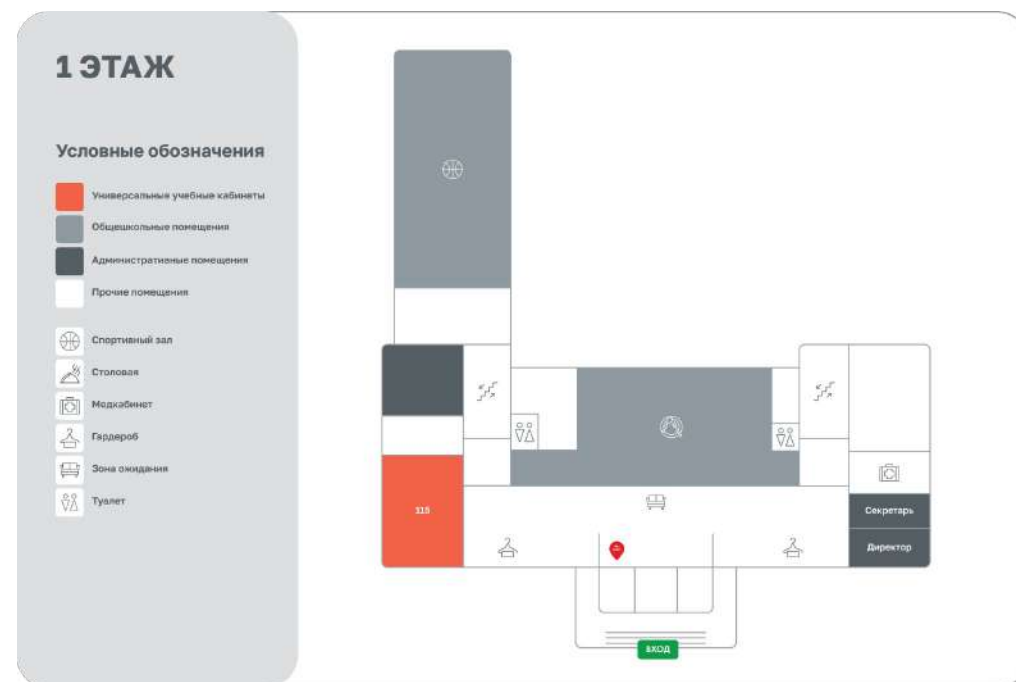 1 ЭТАЖ
Условные обозначения
Универсальные учебные кабинеты
Общешкольные помещения
Административные помещения
Прочие помещения
Спортивный зал
Столовая
Медкабинет
Гардероб
Зона ожидания
Туалет
115
Секретарь
Директор
ВХОД